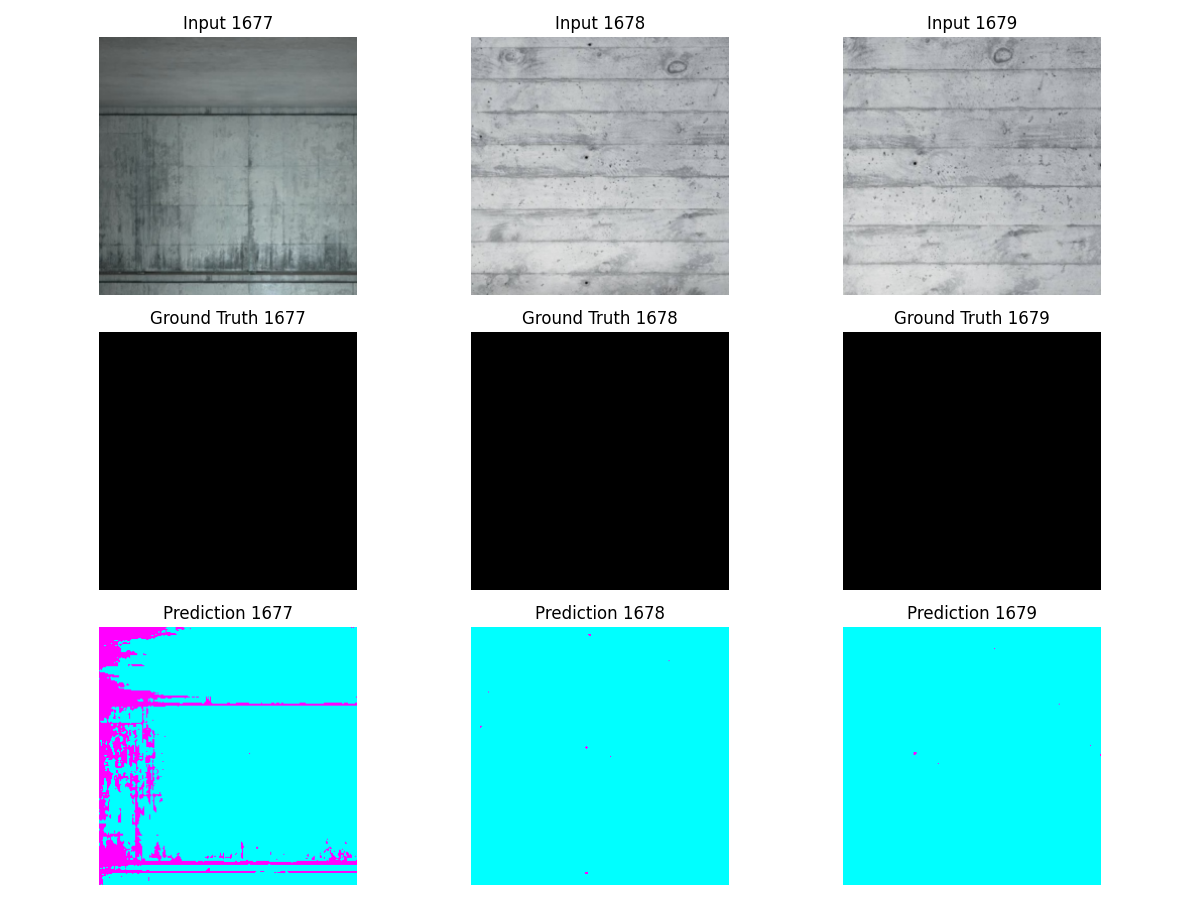 Input 1677
Input 1678
Input 1679
Ground Truth 1677
Ground Truth 1678
Ground Truth 1679
Prediction 1677
Prediction 1678
Prediction 1679